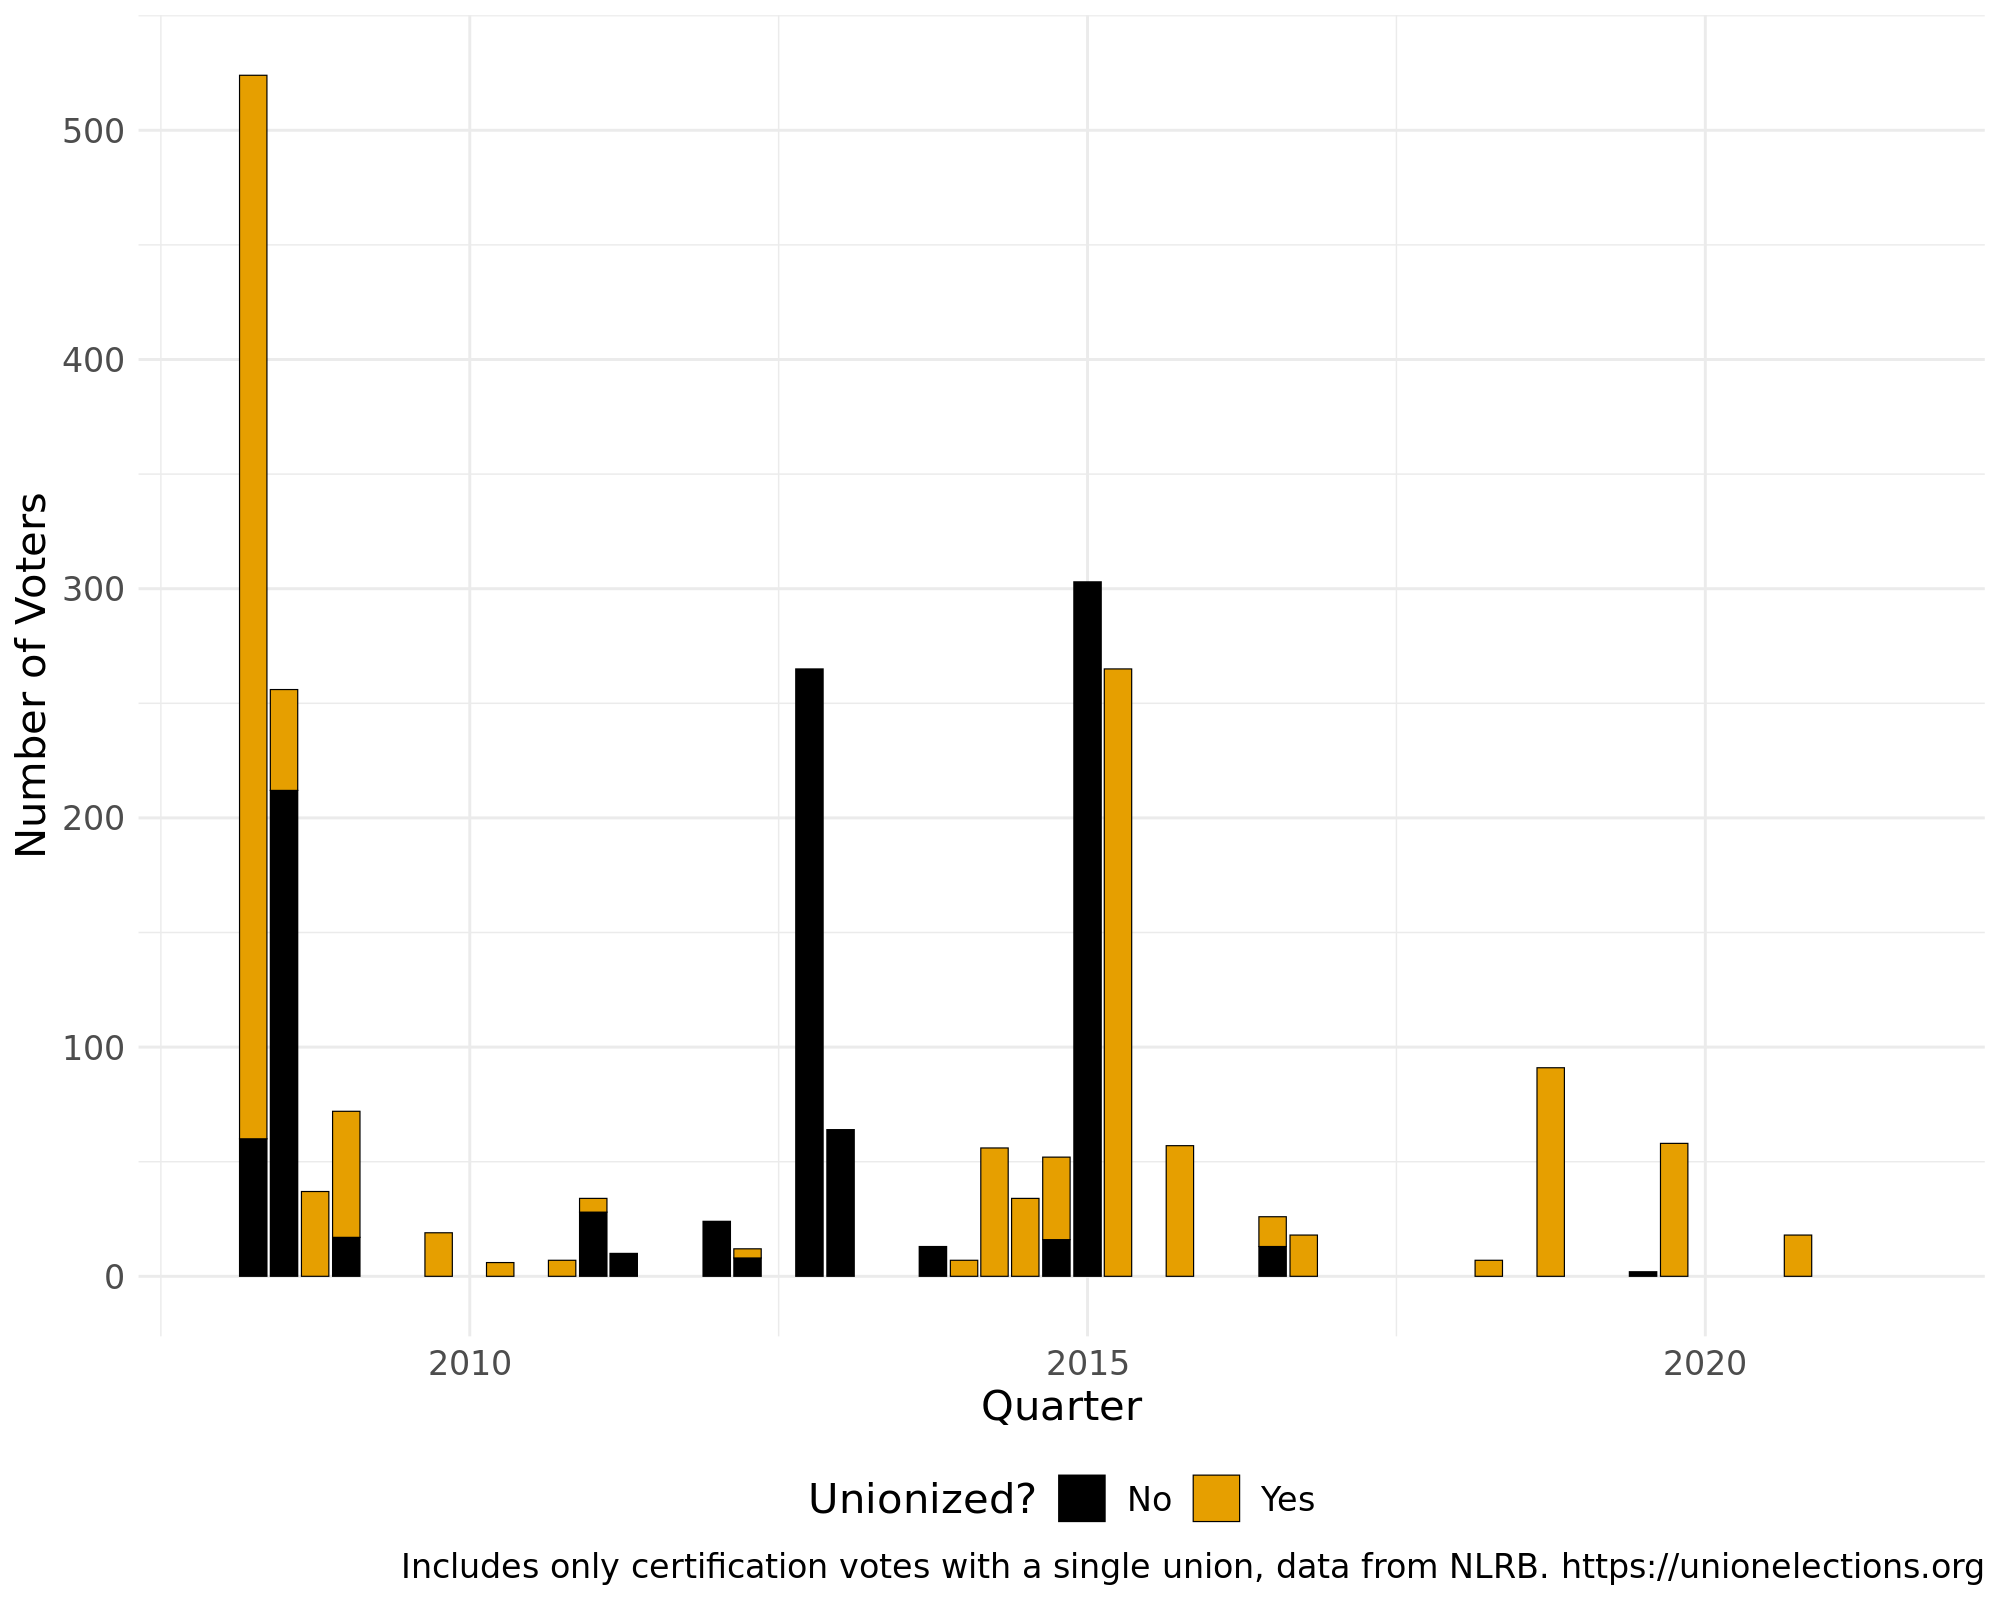 500
400
300
200
100
0
Number of Voters
2010 2015 2020
Quarter
Unionized? No Yes
Includes only certification votes with a single union, data from NLRB. https://unionelections.org